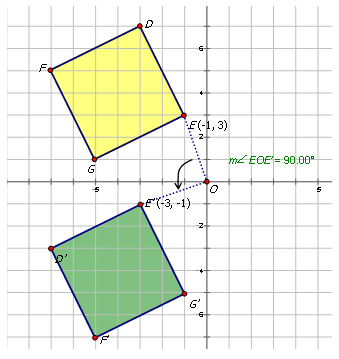 D
6
F
4
E(-1, 3)
2
G
m∠ EOE' = 90.00°
-5
O
5
E'(-3, -1)
-2
D'
-4
G'
-6
F'